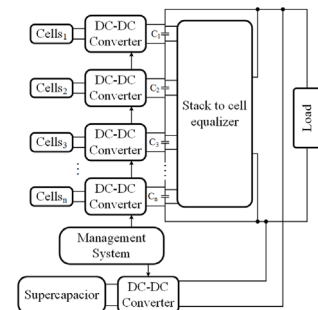 DC-DC
Converter
Cells1
C1
DC-DC
Converter
Cells2
C2
Stack to cell
equalizer
Load
DC-DC
Converter
Cells3
C3
DC-DC
Converter
Cellsn
Cn
Management
System
Supercapacior
DC-DC
Converter